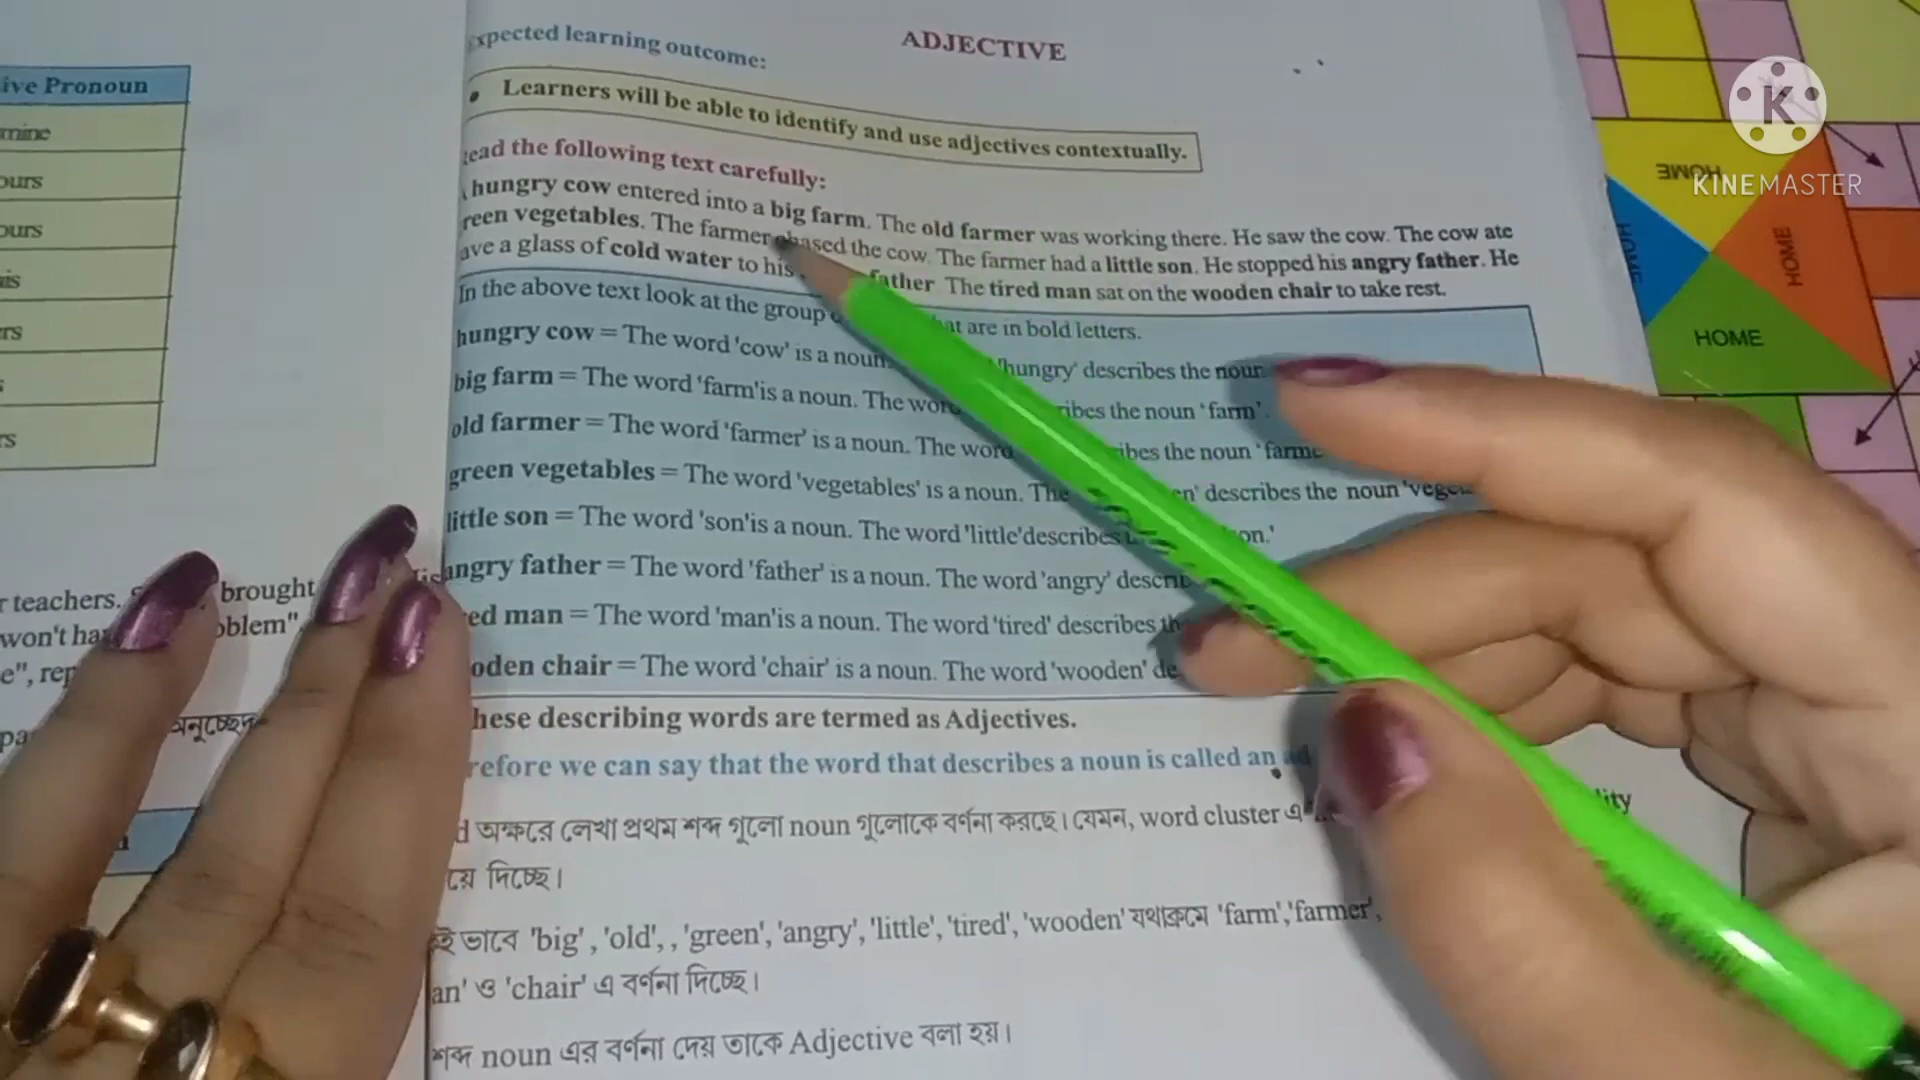 ive Pronoun
mine
ours
ours
is
ers
rs
rs
r teachers. brought
won't ha oblem"
e", rep
pa অনুচ্ছেদ
xpected learning outcome:
ADJECTIVE
• Learners will be able to identify and use adjectives contextually.
ead the following text carefully:
hungry cow entered into a big farm. The old farmer was working there. He saw the cow. The cow ate
reen vegetables. The farmer chased the cow. The farmer had a little son. He stopped his angry father. He
ave a glass of cold water to his father The tired man sat on the wooden chair to take rest.
In the above text look at the group at are in bold letters.
hungry cow = The word 'cow' is a noun 'hungry' describes the noun
big farm = The word 'farm'is a noun. The word ribes the noun 'farm'.
old farmer = The word 'farmer' is a noun. The word ribes the noun 'farme
green vegetables = The word 'vegetables' is a noun. The en' describes the noun 'veget
little son = The word 'son'is a noun. The word 'little'describes on.'
angry father = The word 'father' is a noun. The word 'angry' descri
ed man = The word 'man'is a noun. The word 'tired' describes th
oden chair = The word 'chair' is a noun. The word 'wooden' de
hese describing words are termed as Adjectives.
refore we can say that the word that describes a noun is called an ad
lity
d অক্ষরে লেখা প্রথম শব্দ গুলো noun গুলোকে বর্ণনা করছে। যেমন, word cluster এ
য়ে দিচ্ছে।
ই ভাবে 'big' , 'old', , 'green', 'angry', 'little', 'tired', 'wooden' যথাক্রমে 'farm','farmer',
an' ও 'chair' এ বর্ণনা দিচ্ছে।
শব্দ noun এর বর্ণনা দেয় তাকে Adjective বলা হয়।
HOME
HOME
HOME
HOME
K
KINEMASTER